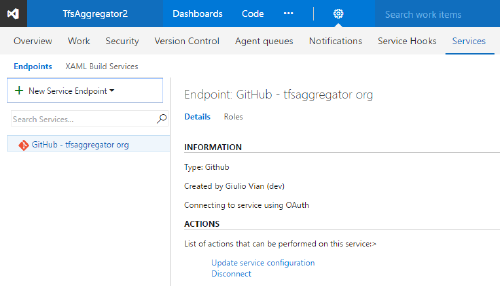 TfsAggregator2 Dashboards Code ••• Search work items
Overview Work Security Version Control Agent queues Notifications Service Hooks Services
Endpoints XAML Build Services
+ New Service Endpoint
Search Services...
GitHub - tfsaggregator org
Endpoint: GitHub - tfsaggregator org
Details Roles
INFORMATION
Type: Github
Created by Giulio Vian (dev)
Connecting to service using OAuth
ACTIONS
List of actions that can be performed on this service:>
Update service configuration
Disconnect